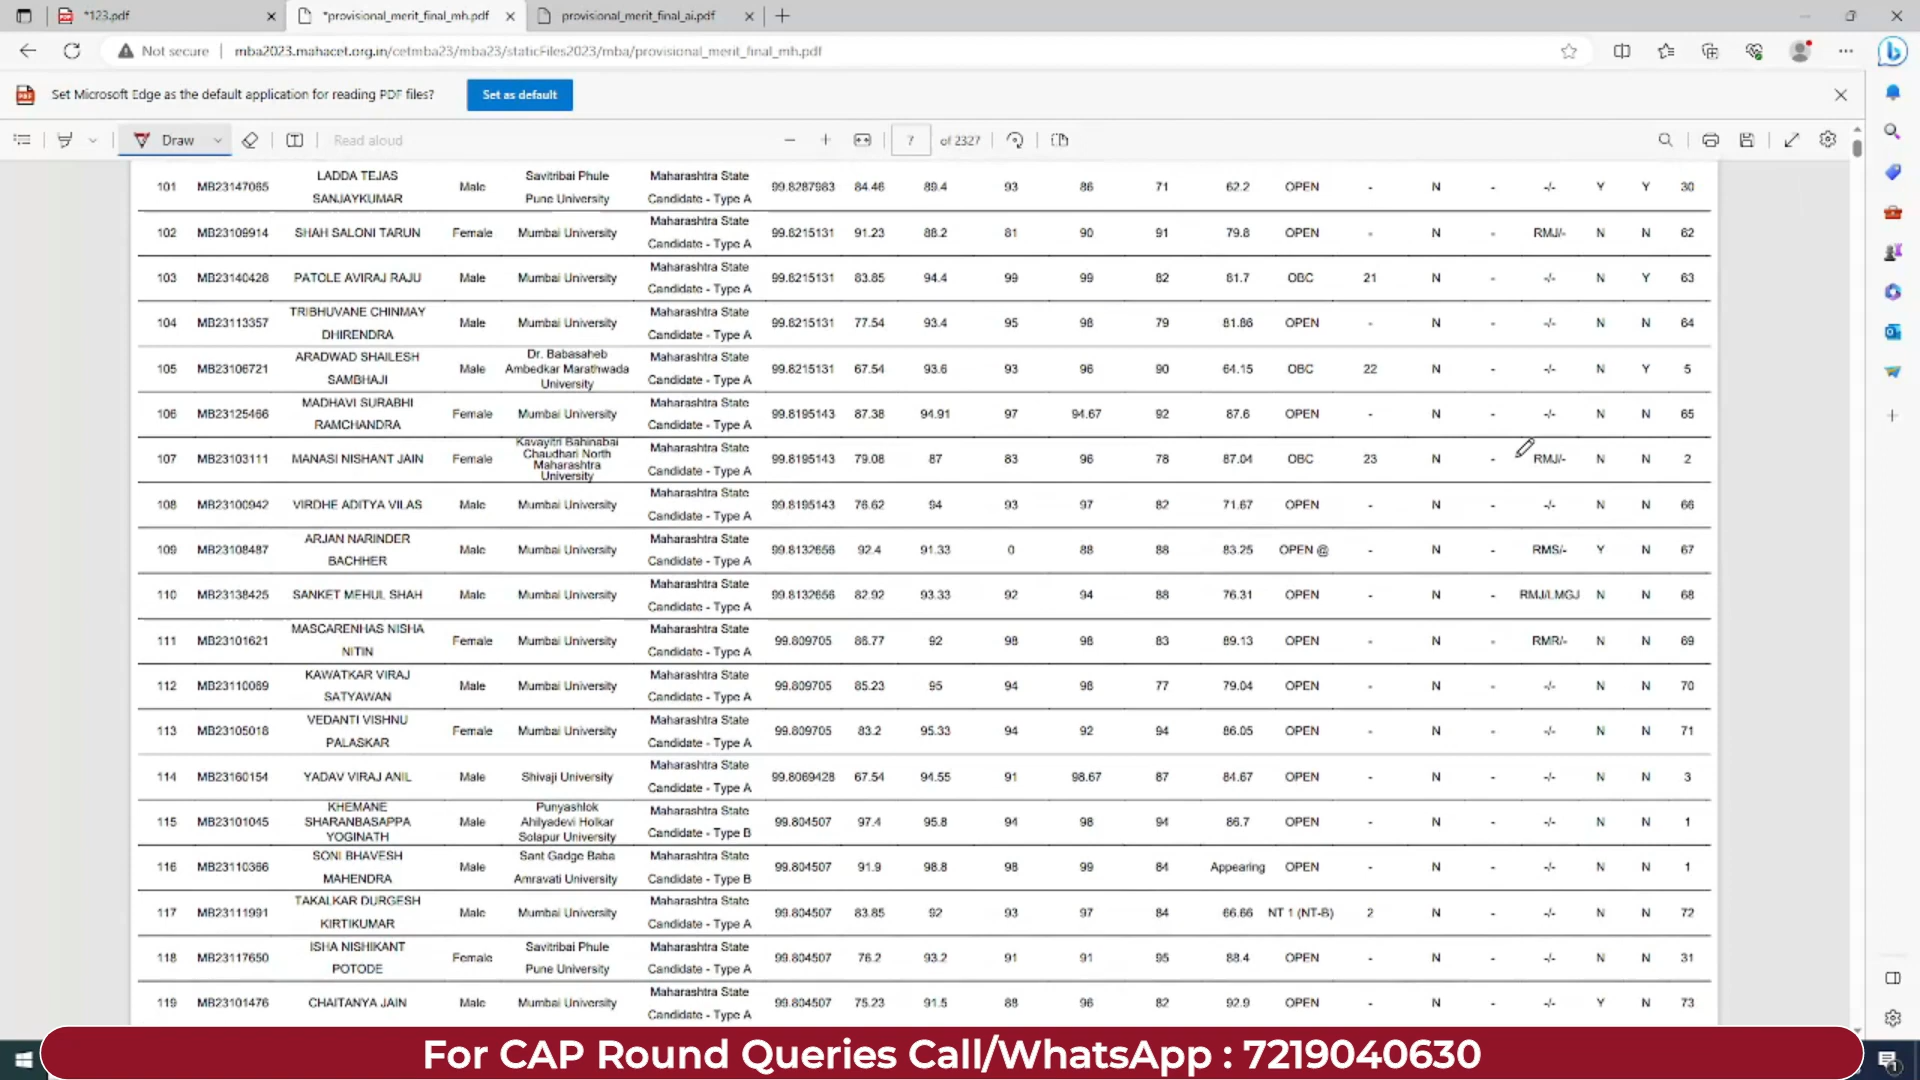 *123.pdf
*provisional_merit_final_mh.pdf
provisional_merit_final_ai.pdf
Not secure mba2023.mahacet.org.in/cetmba23/mba23/staticFiles2023/mba/provisional_merit_final_mh.pdf
Set Microsoft Edge as the default application for reading PDF files? Set as default
Draw Read aloud 7 of 2327
LADDA TEJAS Savitribai Phule Maharashtra State
101 MB23147065 Male 99.8287983 84.46 89.4 93 86 71 62.2 OPEN - N - -/- Y Y 30
SANJAYKUMAR Pune University Candidate - Type A
Maharashtra State
102 MB23109914 SHAH SALONI TARUN Female Mumbai University 99.8215131 91.23 88.2 81 90 91 79.8 OPEN - N - RMJ/- N N 62
Candidate - Type A
Maharashtra State
103 MB23140428 PATOLE AVIRAJ RAJU Male Mumbai University 99.8215131 83.85 94.4 99 99 82 81.7 OBC 21 N - -/- N Y 63
Candidate - Type A
TRIBHUVANE CHINMAY Maharashtra State
104 MB23113357 Male Mumbai University 99.8215131 77.54 93.4 95 98 79 81.86 OPEN - N - -/- N N 64
DHIRENDRA Candidate - Type A
ARADWAD SHAILESH Dr. Babasaheb Maharashtra State
105 MB23106721 Male Ambedkar Marathwada 99.8215131 67.54 93.6 93 96 90 64.15 OBC 22 N - -/- N Y 5
SAMBHAJI University Candidate - Type A
MADHAVI SURABHI Maharashtra State
106 MB23125466 Female Mumbai University 99.8195143 87.38 94.91 97 94.67 92 87.6 OPEN - N - -/- N N 65
RAMCHANDRA Candidate - Type A
Kavayitri Bahinabai Maharashtra State
Chaudhari North
107 MB23103111 MANASI NISHANT JAIN Female 99.8195143 79.08 87 83 96 78 87.04 OBC 23 N - RMJ/- N N 2
Maharashtra
University Candidate - Type A
Maharashtra State
108 MB23100942 VIRDHE ADITYA VILAS Male Mumbai University 99.8195143 76.62 94 93 97 82 71.67 OPEN - N - -/- N N 66
Candidate - Type A
ARJAN NARINDER Maharashtra State
109 MB23108487 Male Mumbai University 99.8132656 92.4 91.33 0 88 88 83.25 OPEN @ - N - RMS/- Y N 67
BACHHER Candidate - Type A
Maharashtra State
110 MB23138425 SANKET MEHUL SHAH Male Mumbai University 99.8132656 82.92 93.33 92 94 88 76.31 OPEN - N - RMJ/LMGJ N N 68
Candidate - Type A
MASCARENHAS NISHA Maharashtra State
111 MB23101621 Female Mumbai University 99.809705 86.77 92 98 98 83 89.13 OPEN - N - RMR/- N N 69
NITIN Candidate - Type A
KAWATKAR VIRAJ Maharashtra State
112 MB23110069 Male Mumbai University 99.809705 85.23 95 94 98 77 79.04 OPEN - N - -/- N N 70
SATYAWAN Candidate - Type A
VEDANTI VISHNU Maharashtra State
113 MB23105018 Female Mumbai University 99.809705 83.2 95.33 94 92 94 86.05 OPEN - N - -/- N N 71
PALASKAR Candidate - Type A
Maharashtra State
114 MB23160154 YADAV VIRAJ ANIL Male Shivaji University 99.8069428 67.54 94.55 91 98.67 87 84.67 OPEN - N - -/- N N 3
Candidate - Type A
KHEMANE Punyashlok Maharashtra State
115 MB23101045 SHARANBASAPPA Male Ahilyadevi Holkar 99.804507 97.4 95.8 94 98 94 86.7 OPEN - N - -/- N N 1
YOGINATH Solapur University Candidate - Type B
SONI BHAVESH Sant Gadge Baba Maharashtra State
116 MB23110366 Male 99.804507 91.9 98.8 98 99 84 Appearing OPEN - N - -/- N N 1
MAHENDRA Amravati University Candidate - Type B
TAKALKAR DURGESH Maharashtra State
117 MB23111991 Male Mumbai University 99.804507 83.85 92 93 97 84 66.66 NT 1 (NT-B) 2 N - -/- N N 72
KIRTIKUMAR Candidate - Type A
ISHA NISHIKANT Savitribai Phule Maharashtra State
118 MB23117650 Female 99.804507 76.2 93.2 91 91 95 88.4 OPEN - N - -/- N N 31
POTODE Pune University Candidate - Type A
Maharashtra State
119 MB23101476 CHAITANYA JAIN Male Mumbai University 99.804507 75.23 91.5 88 96 82 92.9 OPEN - N - -/- Y N 73
Candidate - Type A
For CAP Round Queries Call/WhatsApp : 7219040630